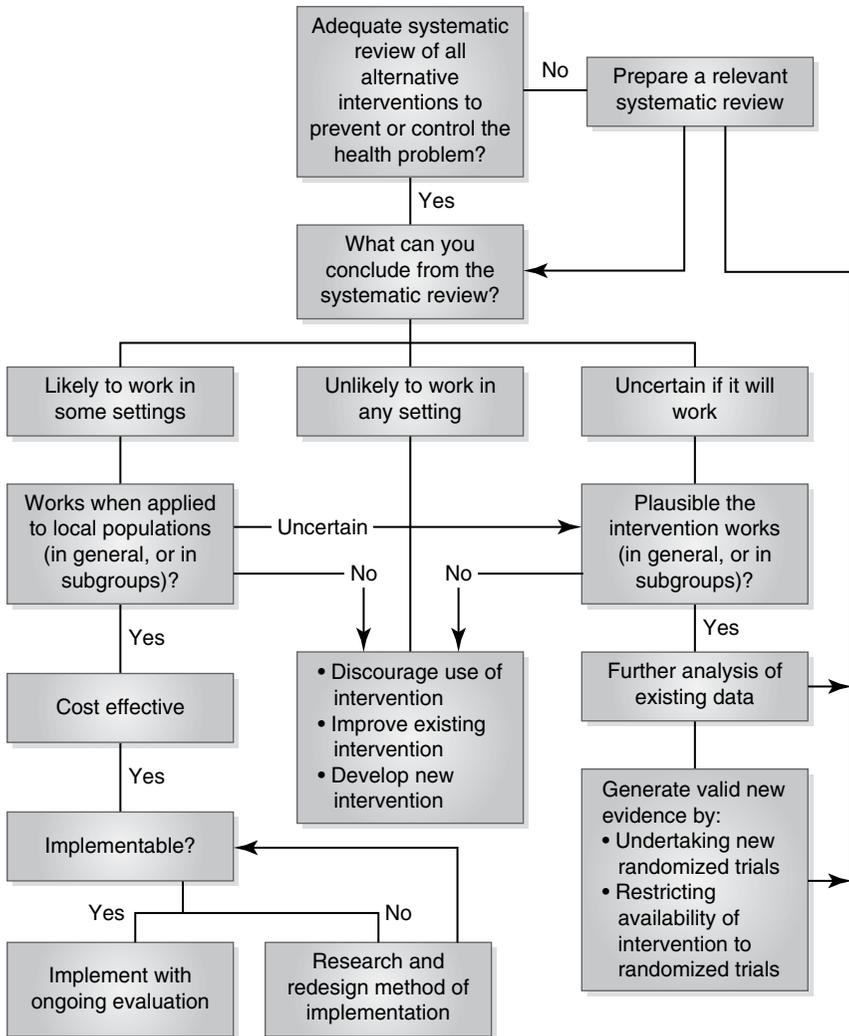 Adequate systematic
review of all
alternative
interventions to
prevent or control the
health problem?
No
Prepare a relevant
systematic review
Yes
What can you
conclude from the
systematic review?
Likely to work in
some settings
Unlikely to work in
any setting
Uncertain if it will
work
Works when applied
to local populations
(in general, or in
subgroups)?
Uncertain
Plausible the
intervention works
(in general, or in
subgroups)?
No
No
Yes
Yes
Cost effective
• Discourage use of
intervention
• Improve existing
intervention
• Develop new
intervention
Further analysis of
existing data
Yes
Implementable?
Generate valid new
evidence by:
• Undertaking new
randomized trials
• Restricting
availability of
intervention to
randomized trials
Yes
No
Implement with
ongoing evaluation
Research and
redesign method of
implementation